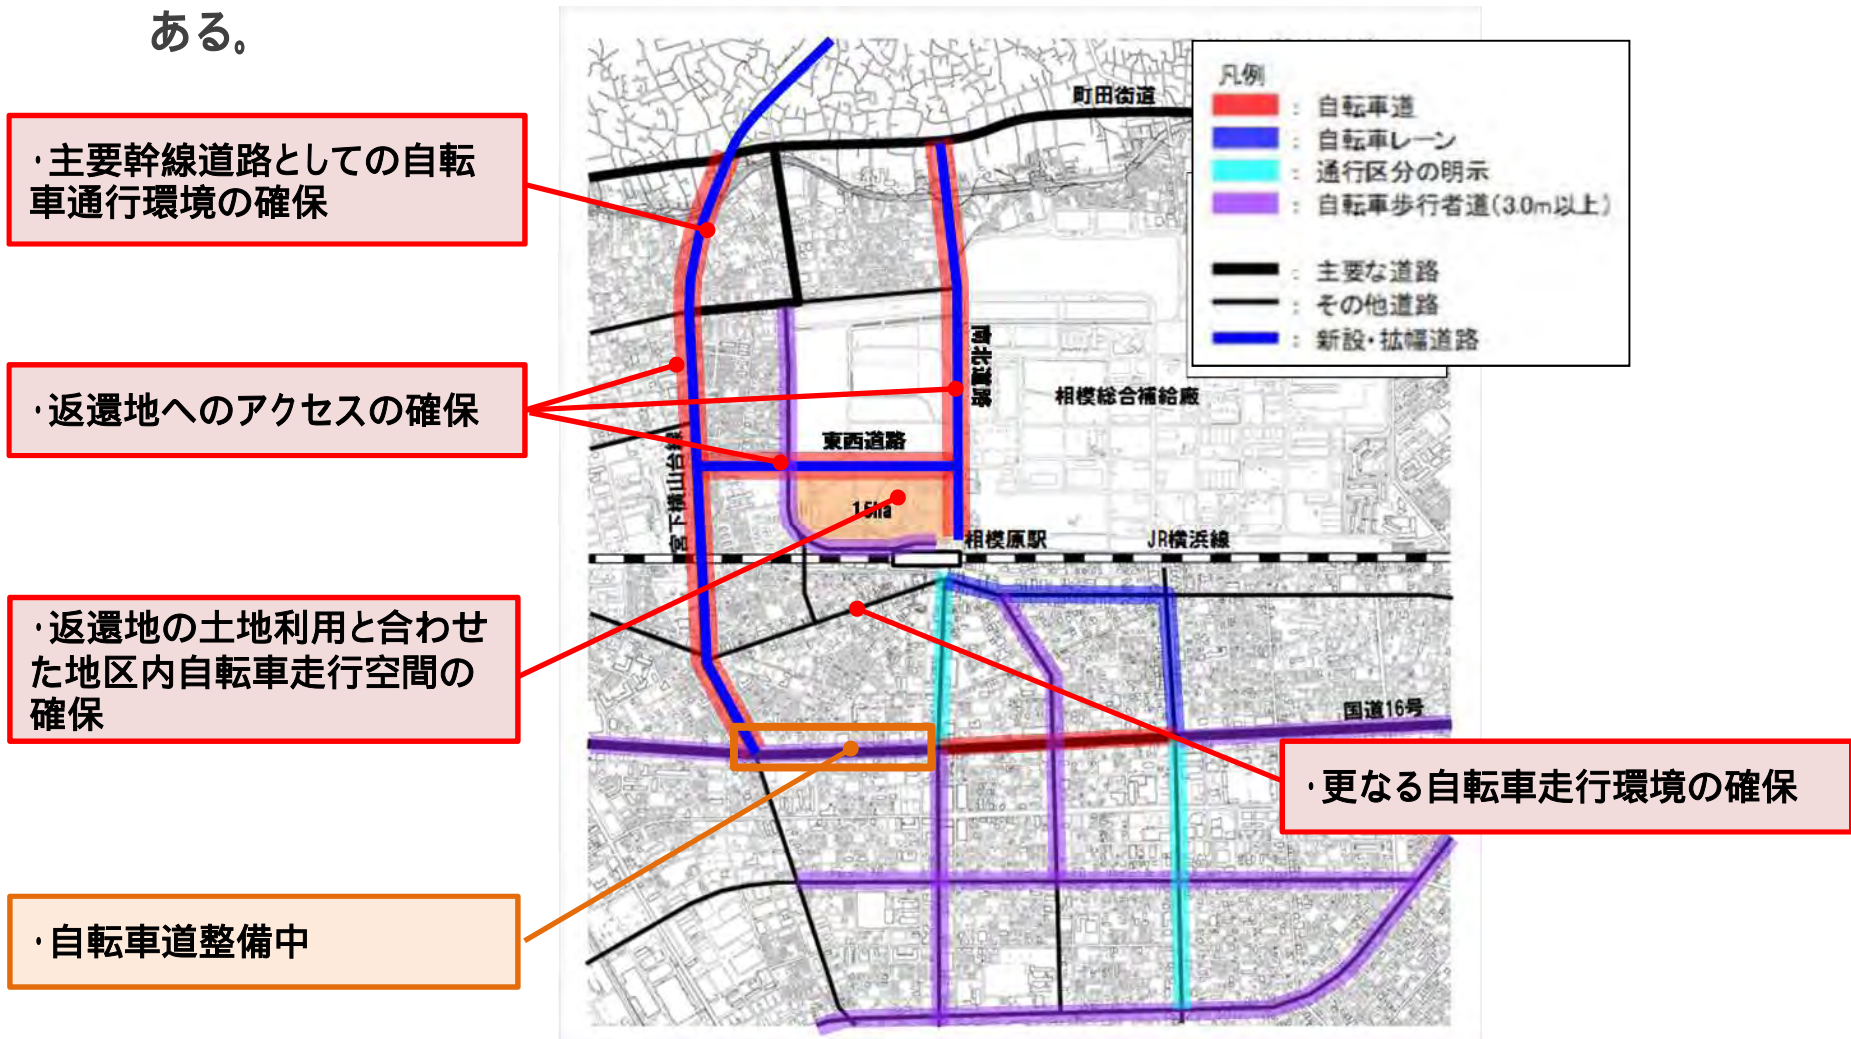 ある。
・主要幹線道路としての自転
車通行環境の確保
・返還地へのアクセスの確保
・返還地の土地利用と合わせ
た地区内自転車走行空間の
確保
・自転車道整備中
・更なる自転車走行環境の確保
凡例
： 自転車道
： 自転車レーン
： 通行区分の明示
： 自転車歩行者道(3.0m以上)
： 主要な道路
： その他道路
： 新設・拡幅道路
町田街道
南北道路
相模総合補給廠
東西道路
宮下横山台線
15ha
相模原駅
JR横浜線
国道16号